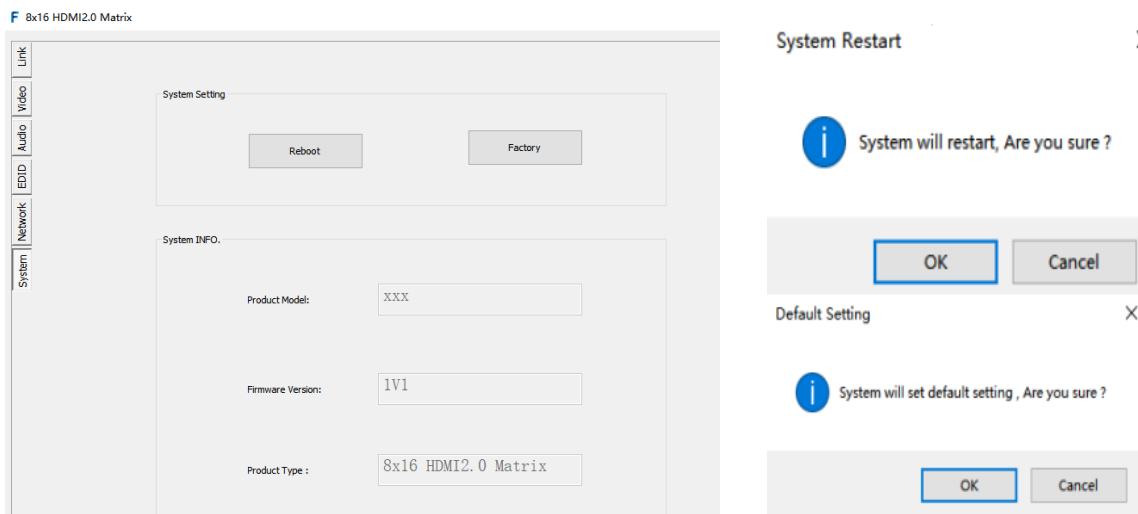 F 8x16 HDMI2.0 Matrix
Link
Video
Audio
EDID
Network
System
System Setting
Reboot
Factory
System INFO.
Product Model:
xxx
Firmware Version:
1V1
Product Type :
8x16 HDMI2.0 Matrix
System Restart
System will restart, Are you sure ?
OK
Cancel
Default Setting
System will set default setting , Are you sure ?
OK
Cancel